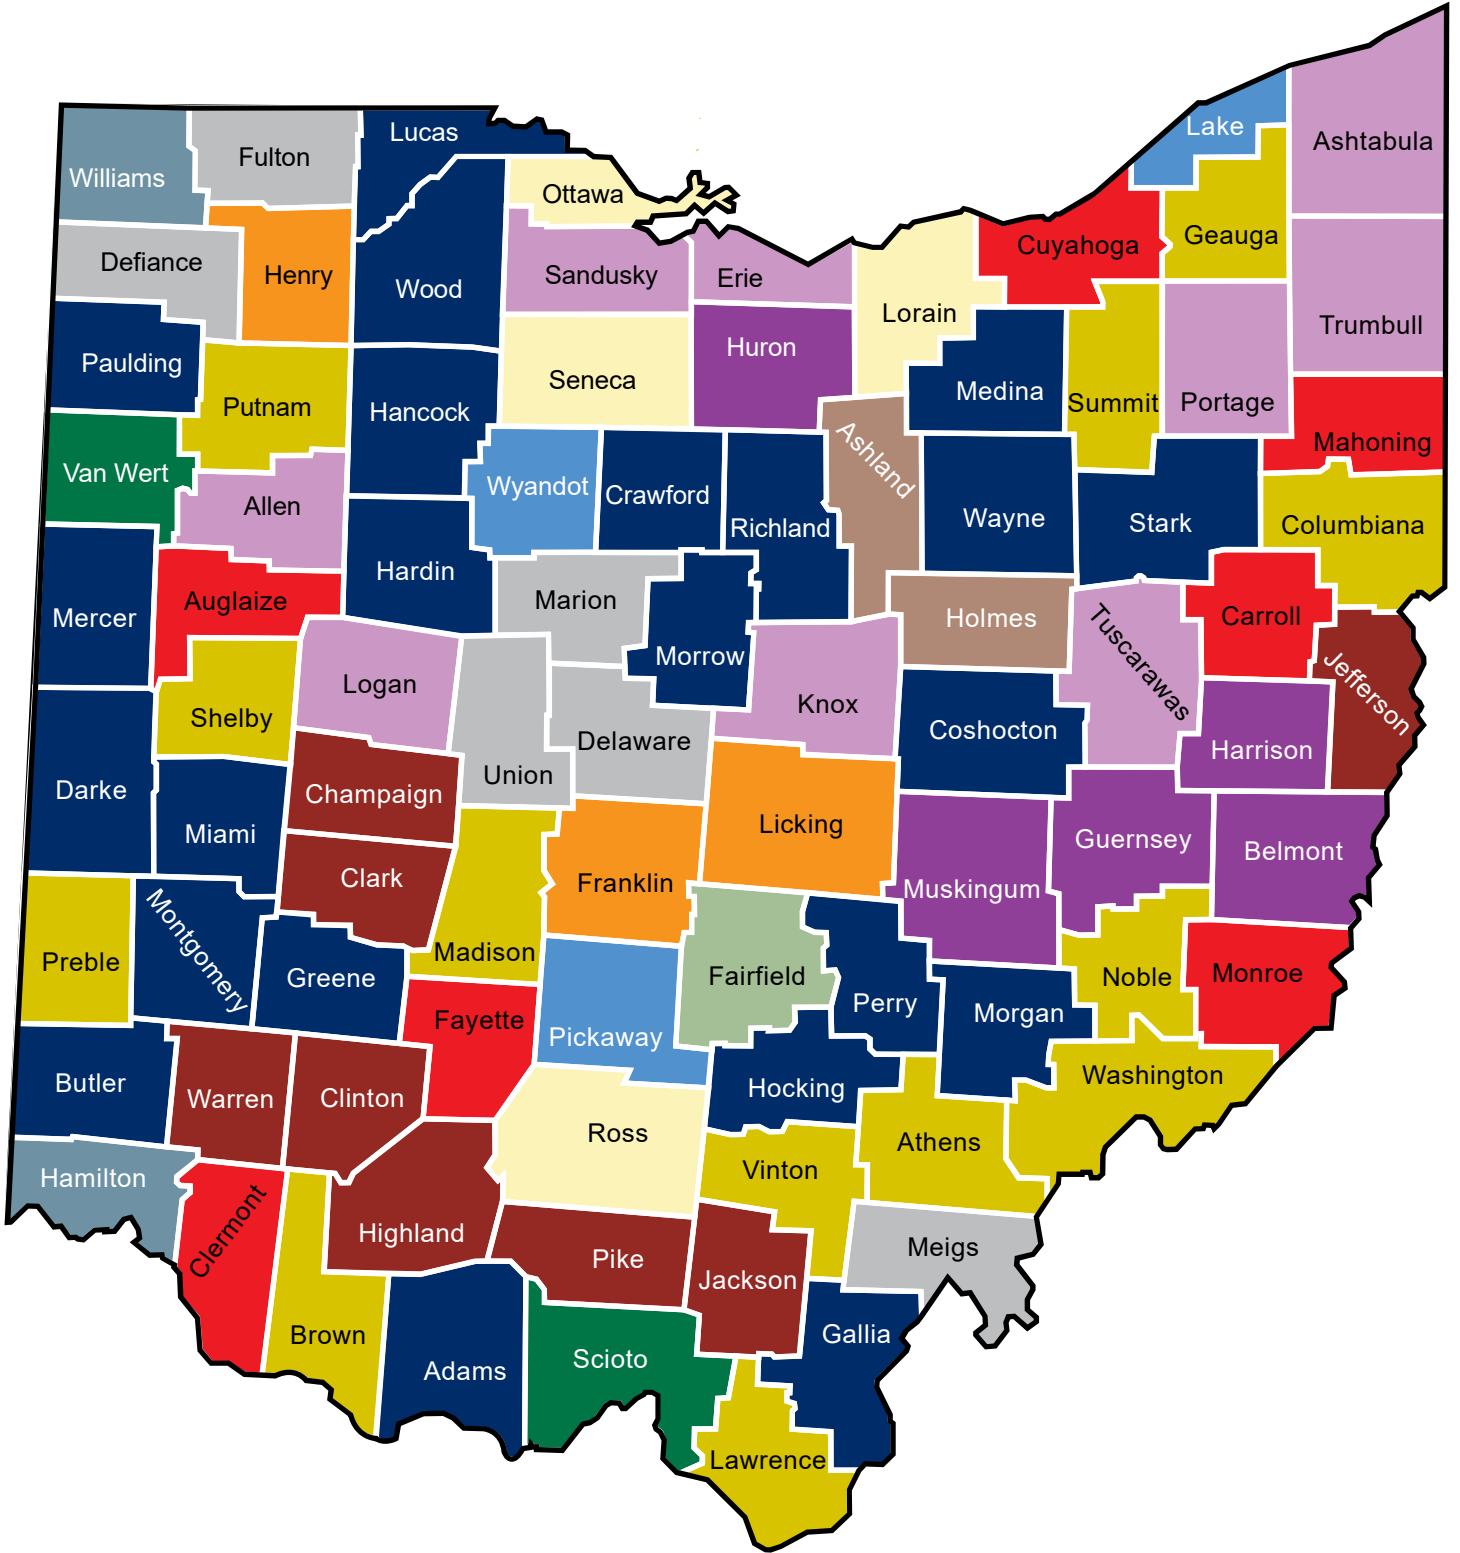 Lucas
Lake
Ashtabula
Fulton
Williams
Ottawa
Geauga
Cuyahoga
Defiance
Henry
Sandusky
Erie
Wood
Lorain
Trumbull
Huron
Paulding
Seneca
Medina
Summit
Portage
Putnam
Hancock
Mahoning
Ashland
Van Wert
Wyandot
Crawford
Allen
Richland
Wayne
Stark
Columbiana
Hardin
Auglaize
Marion
Mercer
Holmes
Carroll
Tuscarawas
Morrow
Logan
Jefferson
Knox
Shelby
Coshocton
Delaware
Harrison
Union
Darke
Champaign
Licking
Miami
Guernsey
Belmont
Clark
Franklin
Muskingum
Montgomery
Madison
Preble
Greene
Fairfield
Noble
Monroe
Perry
Morgan
Fayette
Pickaway
Butler
Washington
Hocking
Warren
Clinton
Ross
Athens
Vinton
Hamilton
Clermont
Highland
Meigs
Pike
Jackson
Brown
Gallia
Scioto
Adams
Lawrence